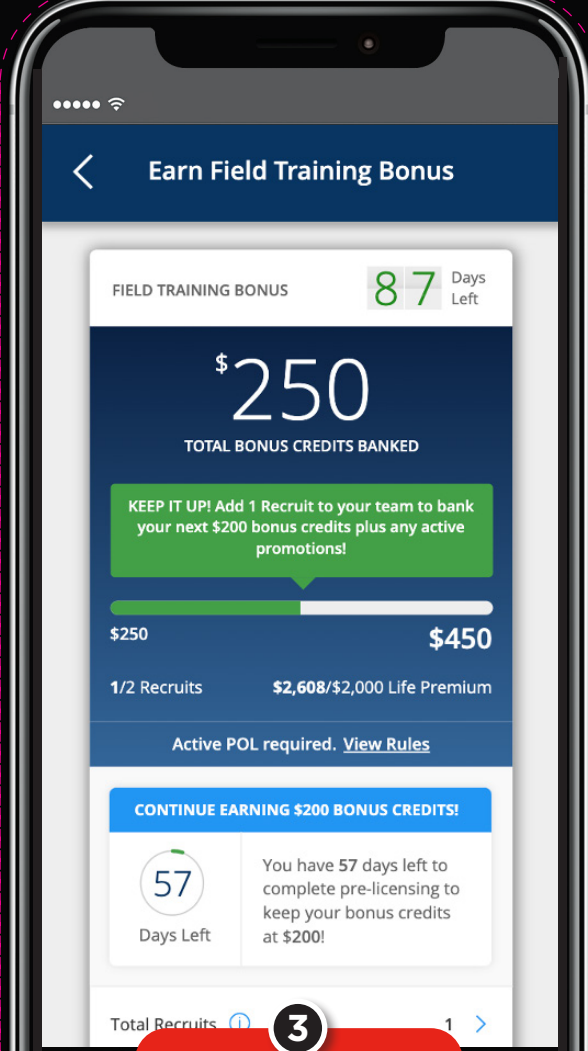 Earn Field Training Bonus
FIELD TRAINING BONUS
87
Days
Left
$250
TOTAL BONUS CREDITS BANKED
KEEP IT UP! Add 1 Recruit to your team to bank
your next $200 bonus credits plus any active
promotions!
$250
$450
1/2 Recruits
$2,608/$2,000 Life Premium
Active POL required. View Rules
CONTINUE EARNING $200 BONUS CREDITS!
57
Days Left
You have 57 days left to
complete pre-licensing to
keep your bonus credits
at $200!
Total Recruits
1
3